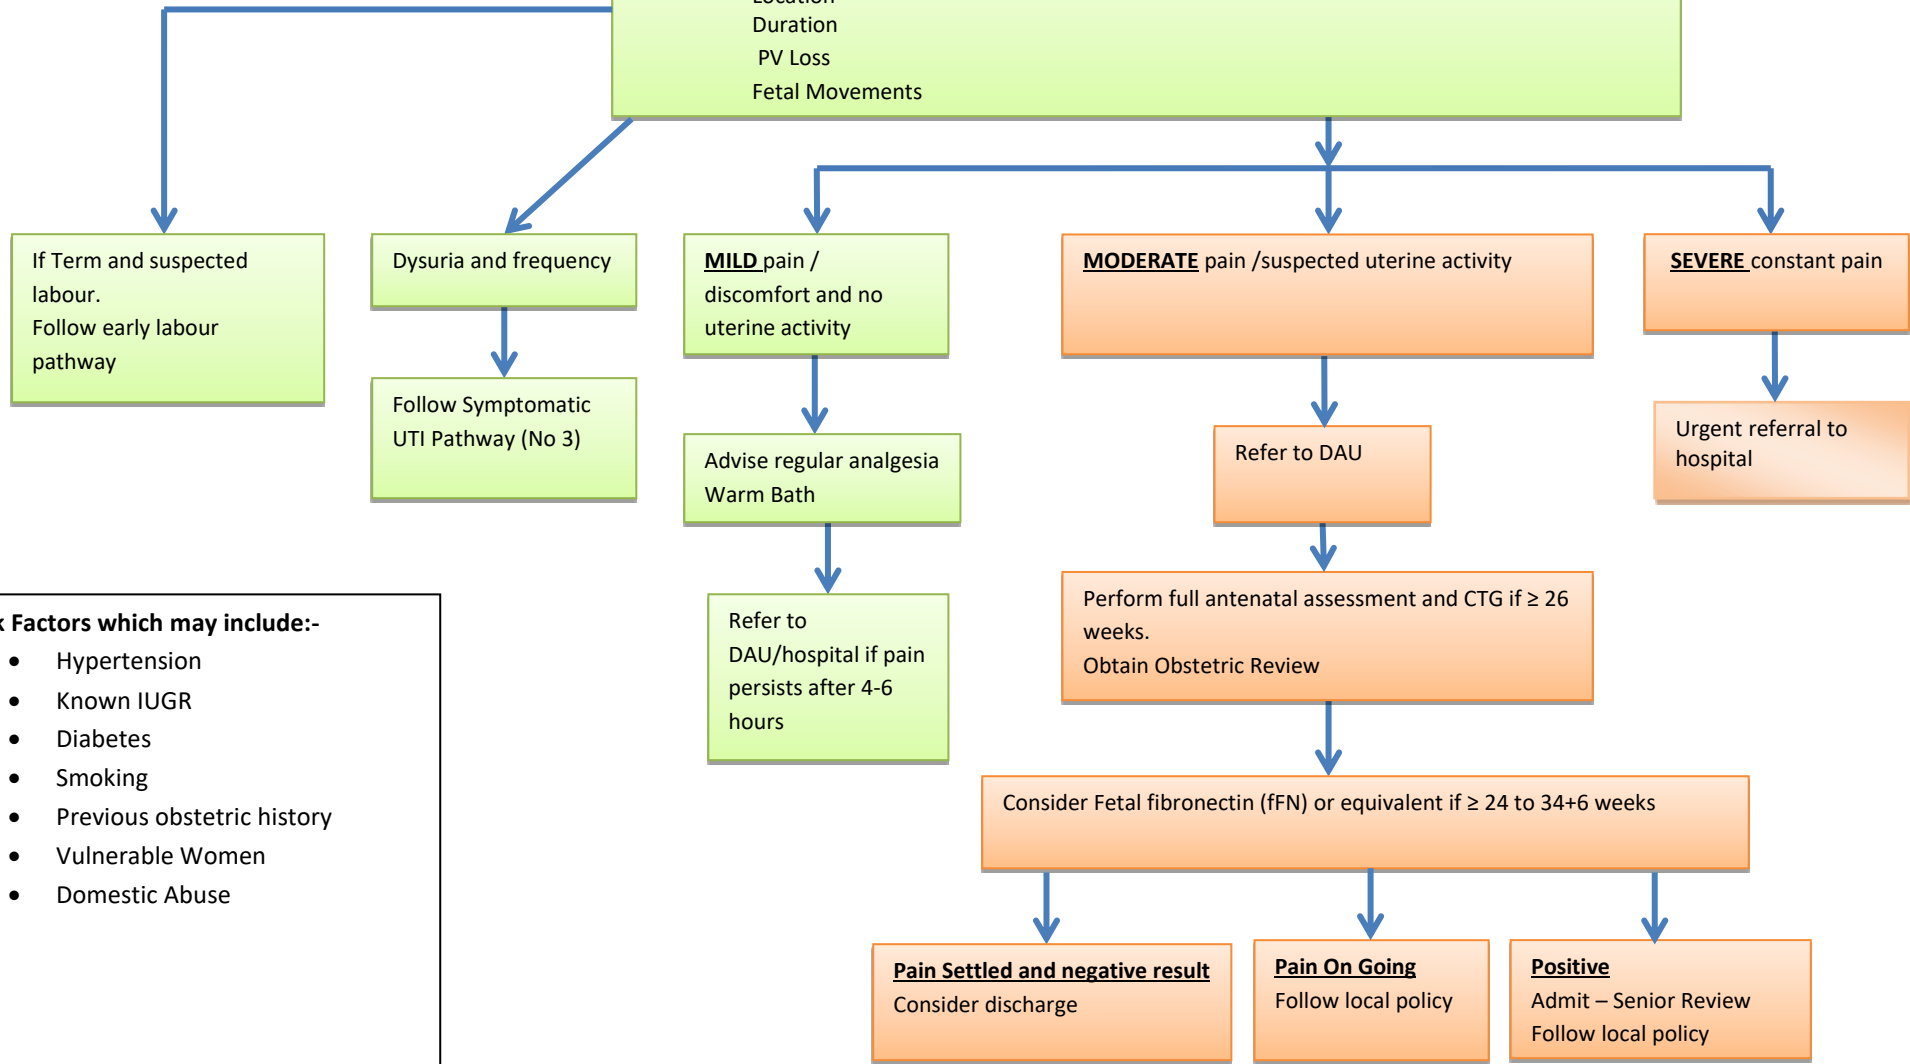 Location
Duration
PV Loss
Fetal Movements
If Term and suspected
labour.
Follow early labour
pathway
Dysuria and frequency
Follow Symptomatic
UTI Pathway (No 3)
MILD pain /
discomfort and no
uterine activity
Advise regular analgesia
Warm Bath
Refer to
DAU/hospital if pain
persists after 4-6
hours
MODERATE pain /suspected uterine activity
Refer to DAU
Perform full antenatal assessment and CTG if ≥ 26
weeks.
Obtain Obstetric Review
Consider Fetal fibronectin (fFN) or equivalent if ≥ 24 to 34+6 weeks
Pain Settled and negative result
Consider discharge
Pain On Going
Follow local policy
Positive
Admit – Senior Review
Follow local policy
SEVERE constant pain
Urgent referral to
hospital
k Factors which may include:-
• Hypertension
• Known IUGR
• Diabetes
• Smoking
• Previous obstetric history
• Vulnerable Women
• Domestic Abuse